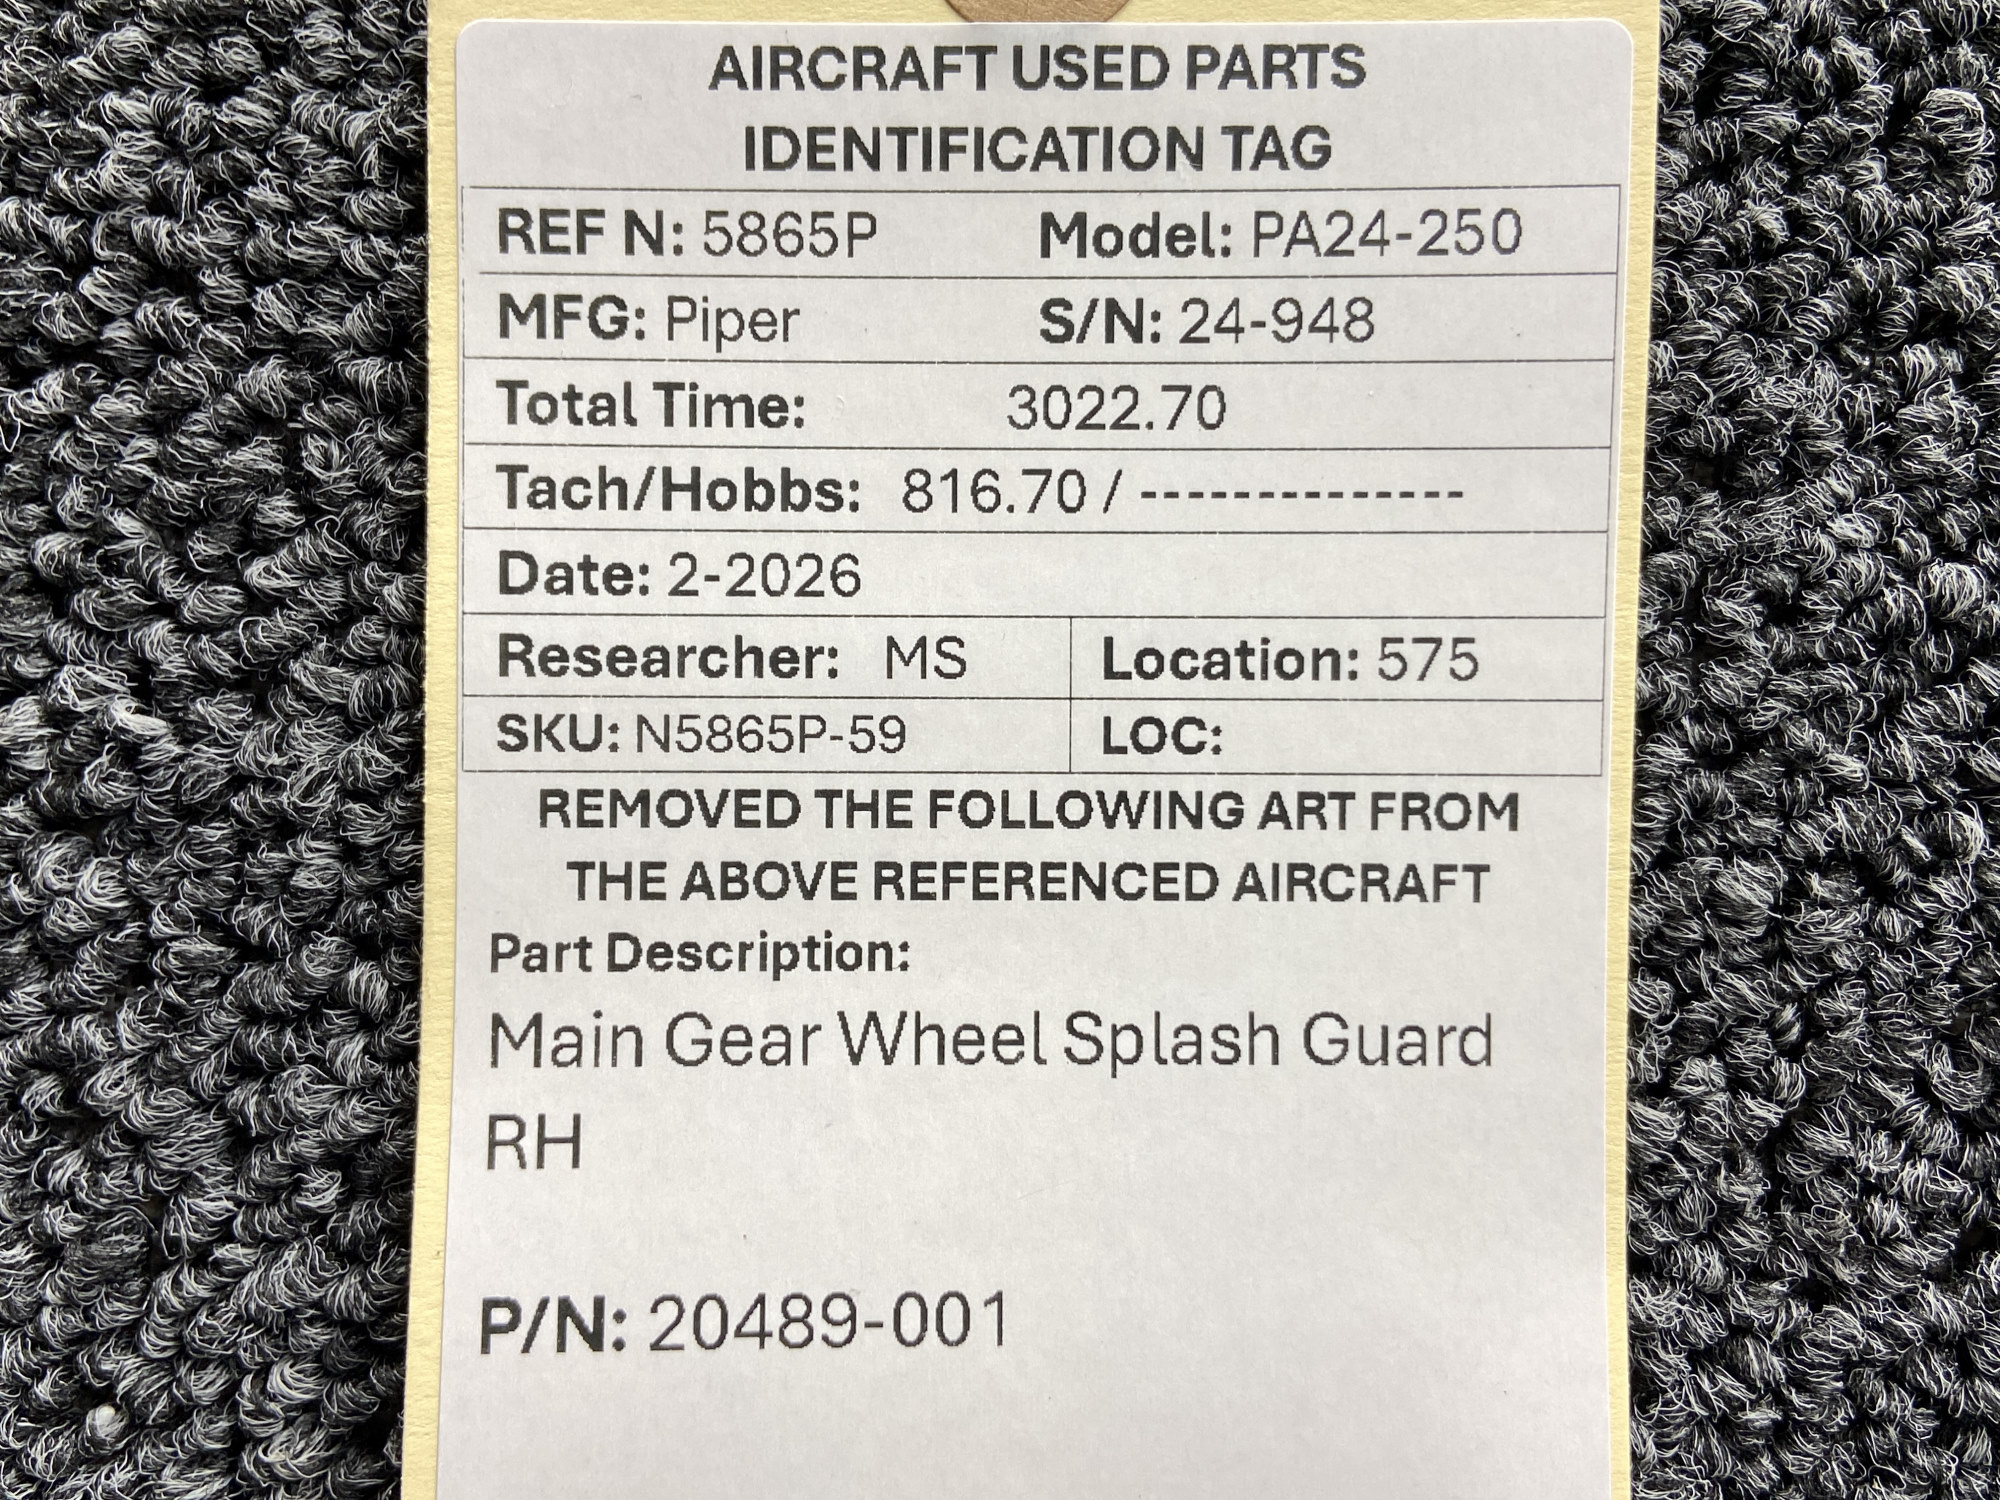 AIRCRAFT USED PARTS
IDENTIFICATION TAG
REF N: 5865P Model: PA24-250
MFG: Piper S/N: 24-948
Total Time: 3022.70
Tach/Hobbs: 816.70 / --------------
Date: 2-2026
Researcher: MS Location: 575
SKU: N5865P-59 LOC:
REMOVED THE FOLLOWING ART FROM
THE ABOVE REFERENCED AIRCRAFT
Part Description:
Main Gear Wheel Splash Guard
RH
P/N: 20489-001